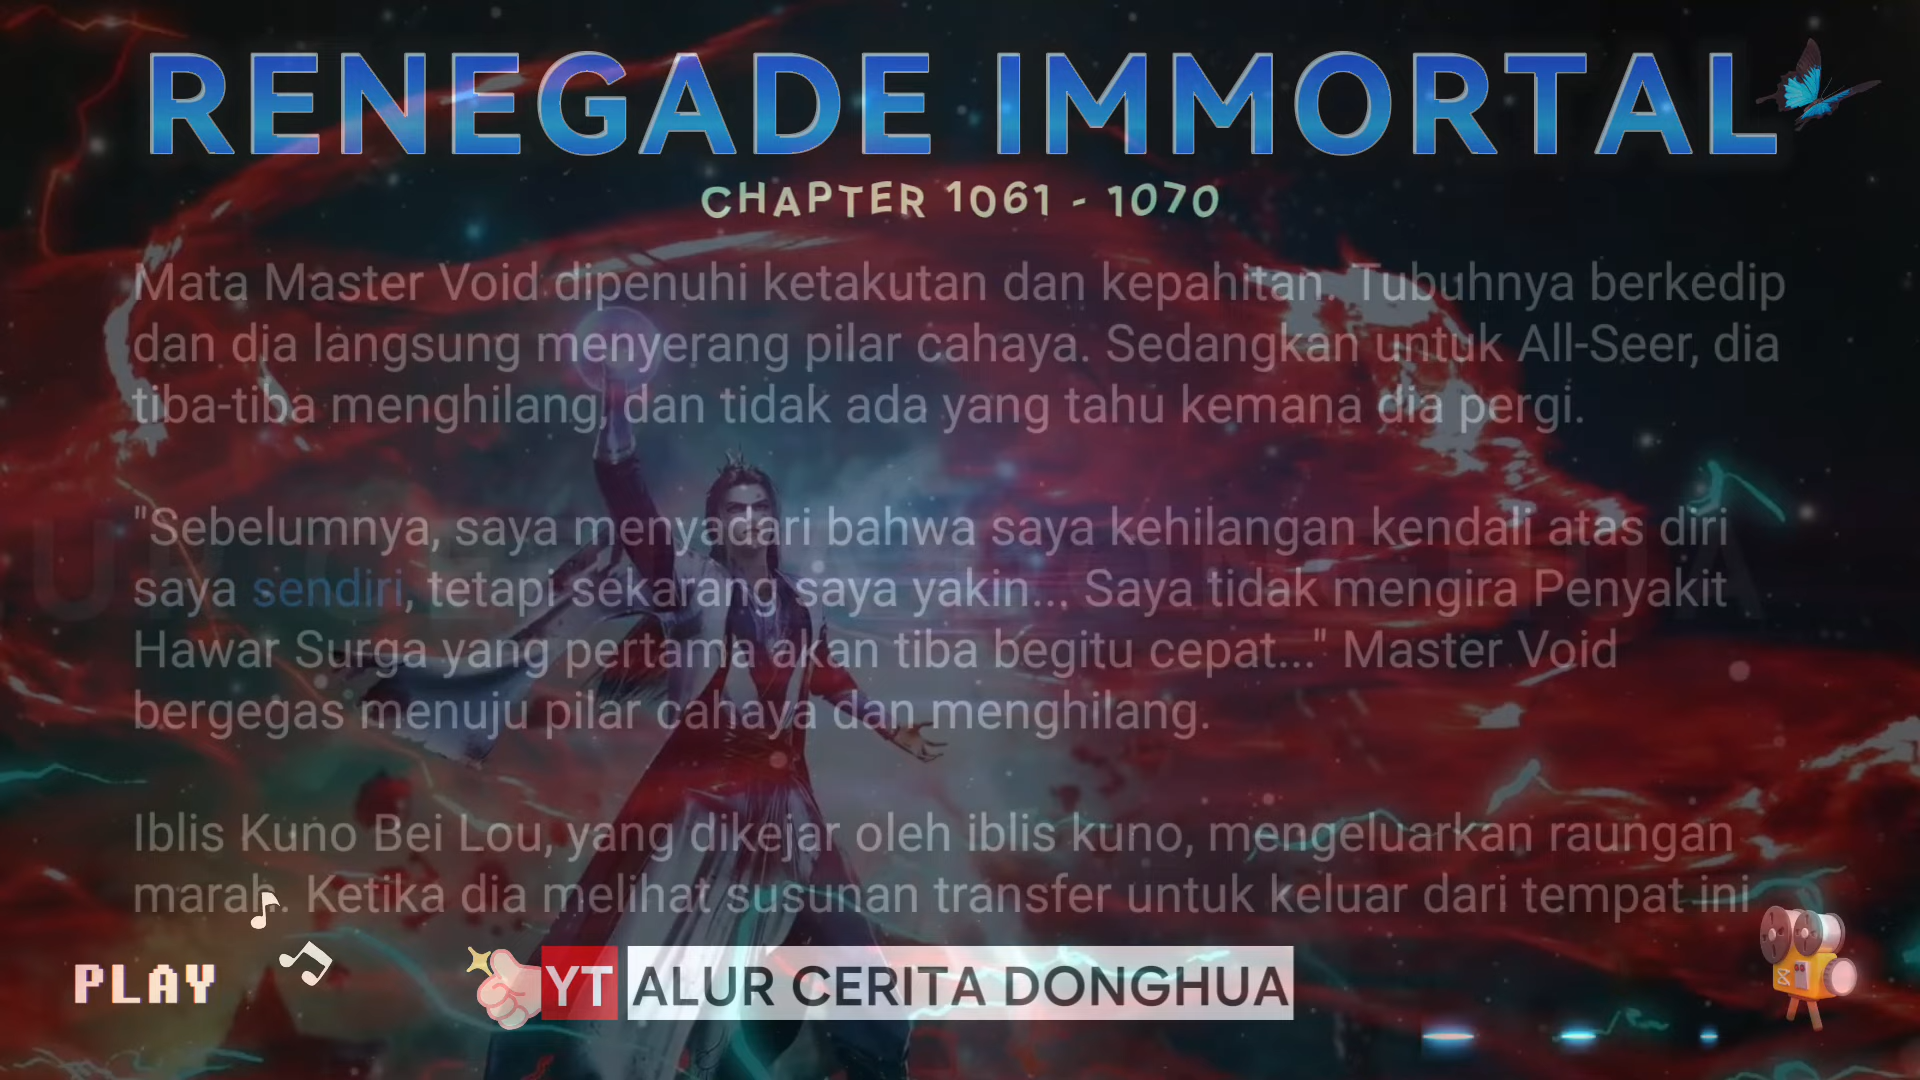 RENEGADE IMMORTAL
CHAPTER 1061 - 1070
Mata Master Void dipenuhi ketakutan dan kepahitan. Tubuhnya berkedip
dan dia langsung menyerang pilar cahaya. Sedangkan untuk All-Seer, dia
tiba-tiba menghilang, dan tidak ada yang tahu kemana dia pergi.
"Sebelumnya, saya menyadari bahwa saya kehilangan kendali atas diri
saya sendiri, tetapi sekarang saya yakin... Saya tidak mengira Penyakit
Hawar Surga yang pertama akan tiba begitu cepat..." Master Void
bergegas menuju pilar cahaya dan menghilang.
Iblis Kuno Bei Lou, yang dikejar oleh iblis kuno, mengeluarkan raungan
marah. Ketika dia melihat susunan transfer untuk keluar dari tempat ini
PLAY
YT ALUR CERITA DONGHUA